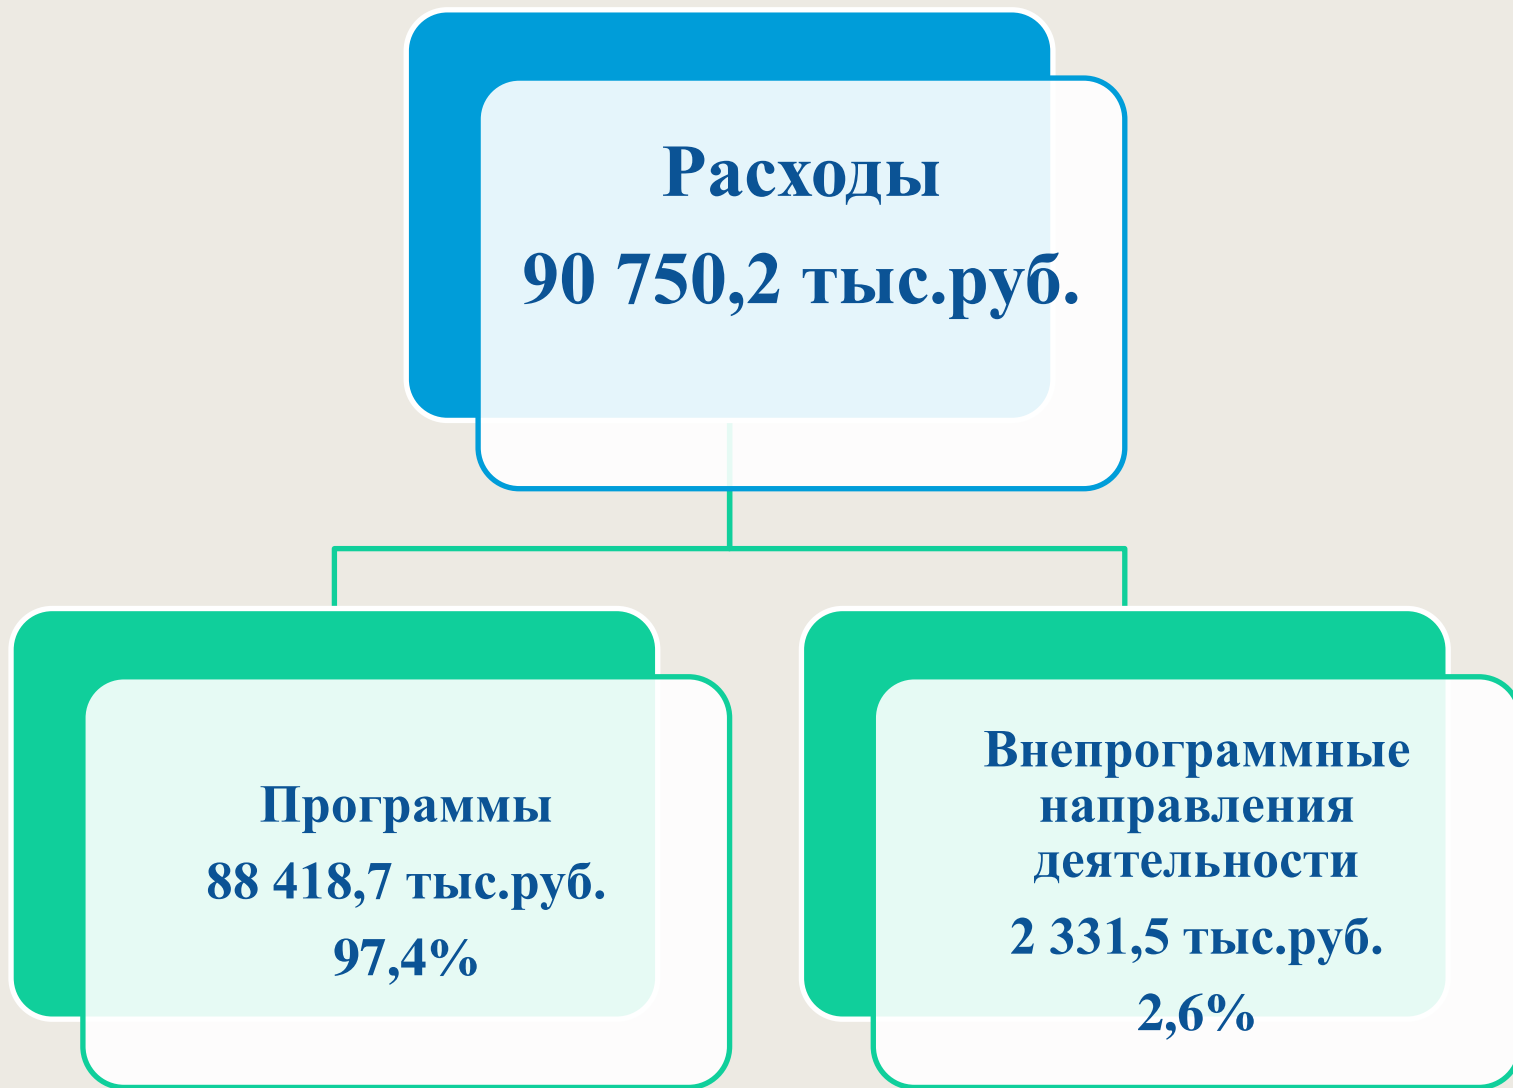 Расходы
90 750,2 тыс.руб.
Программы
88 418,7 тыс.руб.
97,4%
Внепрограммные
направления
деятельности
2 331,5 тыс.руб.
2,6%